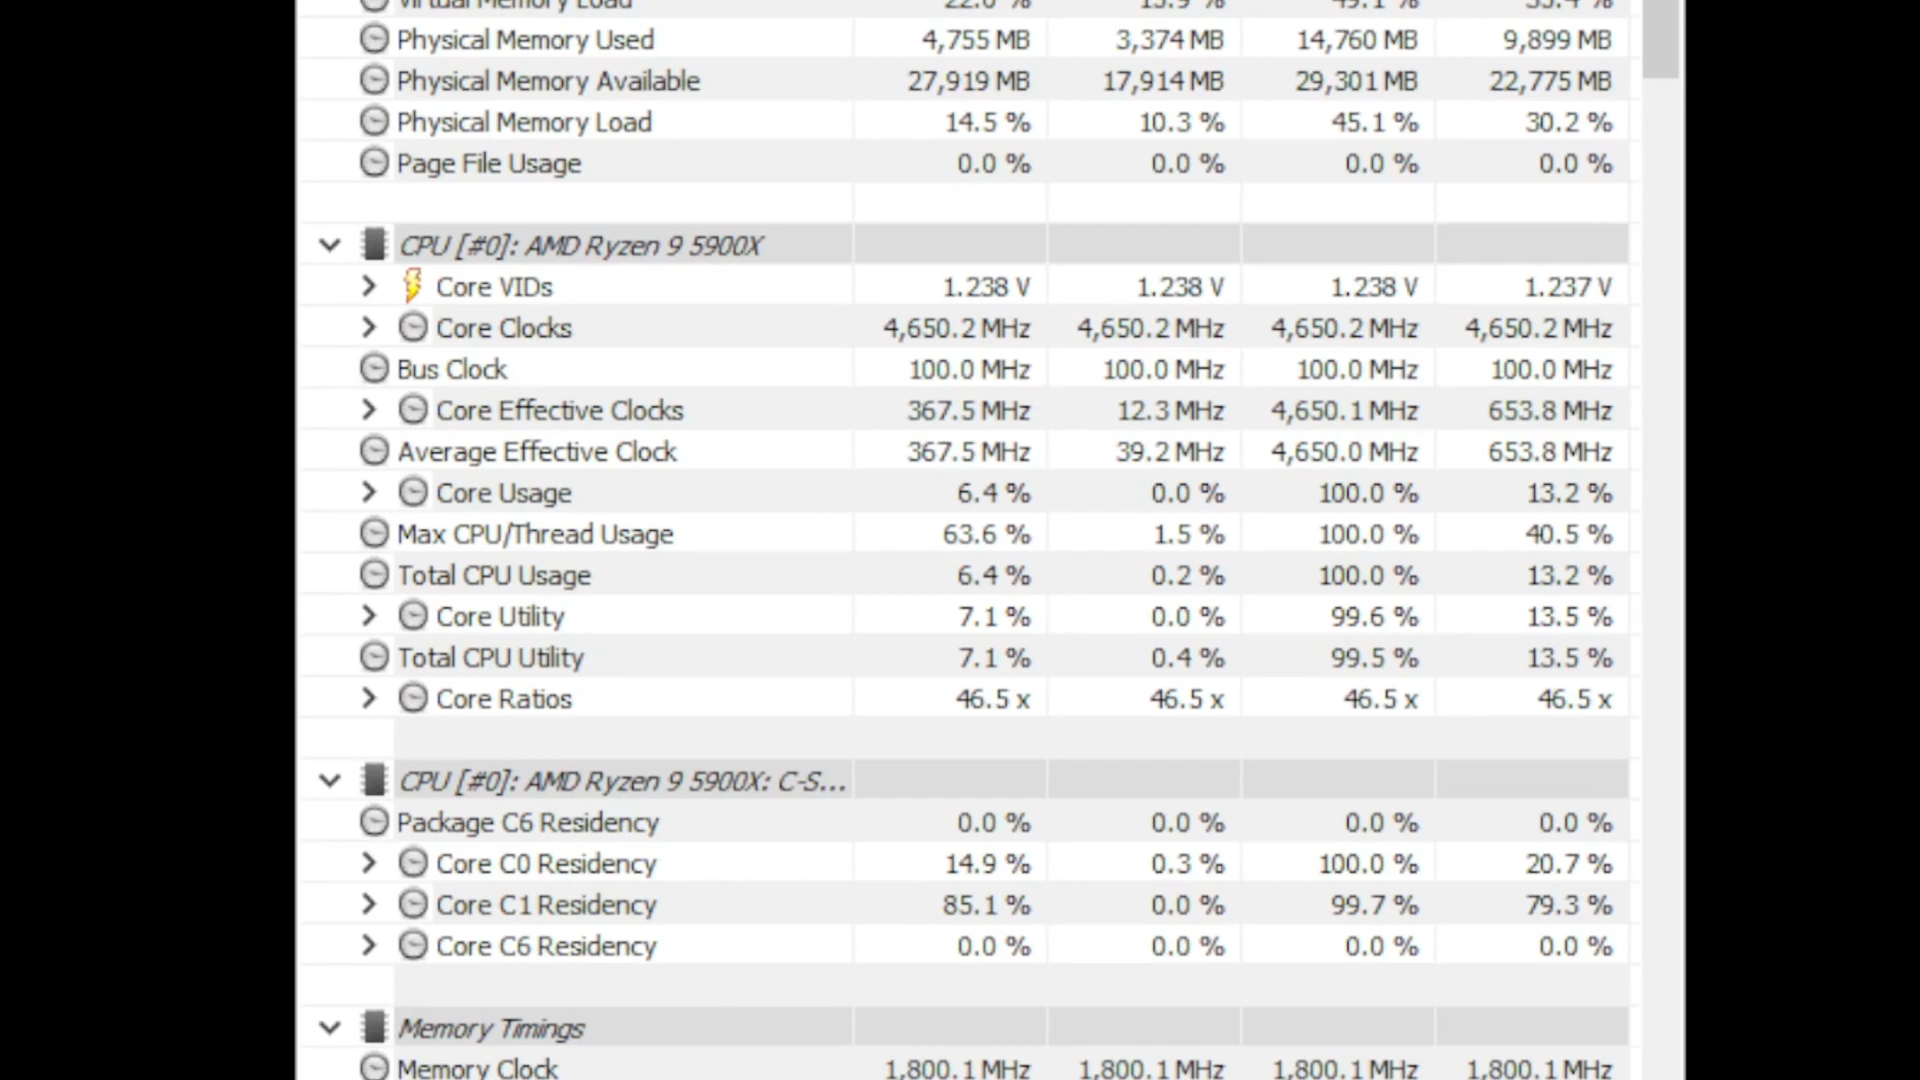 Virtual Memory Load 22.6 % 15.9 % 49.1 % 35.4 %
Physical Memory Used 4,755 MB 3,374 MB 14,760 MB 9,899 MB
Physical Memory Available 27,919 MB 17,914 MB 29,301 MB 22,775 MB
Physical Memory Load 14.5 % 10.3 % 45.1 % 30.2 %
Page File Usage 0.0 % 0.0 % 0.0 % 0.0 %
CPU [#0]: AMD Ryzen 9 5900X
Core VIDs 1.238 V 1.238 V 1.238 V 1.237 V
Core Clocks 4,650.2 MHz 4,650.2 MHz 4,650.2 MHz 4,650.2 MHz
Bus Clock 100.0 MHz 100.0 MHz 100.0 MHz 100.0 MHz
Core Effective Clocks 367.5 MHz 12.3 MHz 4,650.1 MHz 653.8 MHz
Average Effective Clock 367.5 MHz 39.2 MHz 4,650.0 MHz 653.8 MHz
Core Usage 6.4 % 0.0 % 100.0 % 13.2 %
Max CPU/Thread Usage 63.6 % 1.5 % 100.0 % 40.5 %
Total CPU Usage 6.4 % 0.2 % 100.0 % 13.2 %
Core Utility 7.1 % 0.0 % 99.6 % 13.5 %
Total CPU Utility 7.1 % 0.4 % 99.5 % 13.5 %
Core Ratios 46.5 x 46.5 x 46.5 x 46.5 x
CPU [#0]: AMD Ryzen 9 5900X: C-S...
Package C6 Residency 0.0 % 0.0 % 0.0 % 0.0 %
Core C0 Residency 14.9 % 0.3 % 100.0 % 20.7 %
Core C1 Residency 85.1 % 0.0 % 99.7 % 79.3 %
Core C6 Residency 0.0 % 0.0 % 0.0 % 0.0 %
Memory Timings
Memory Clock 1,800.1 MHz 1,800.1 MHz 1,800.1 MHz 1,800.1 MHz